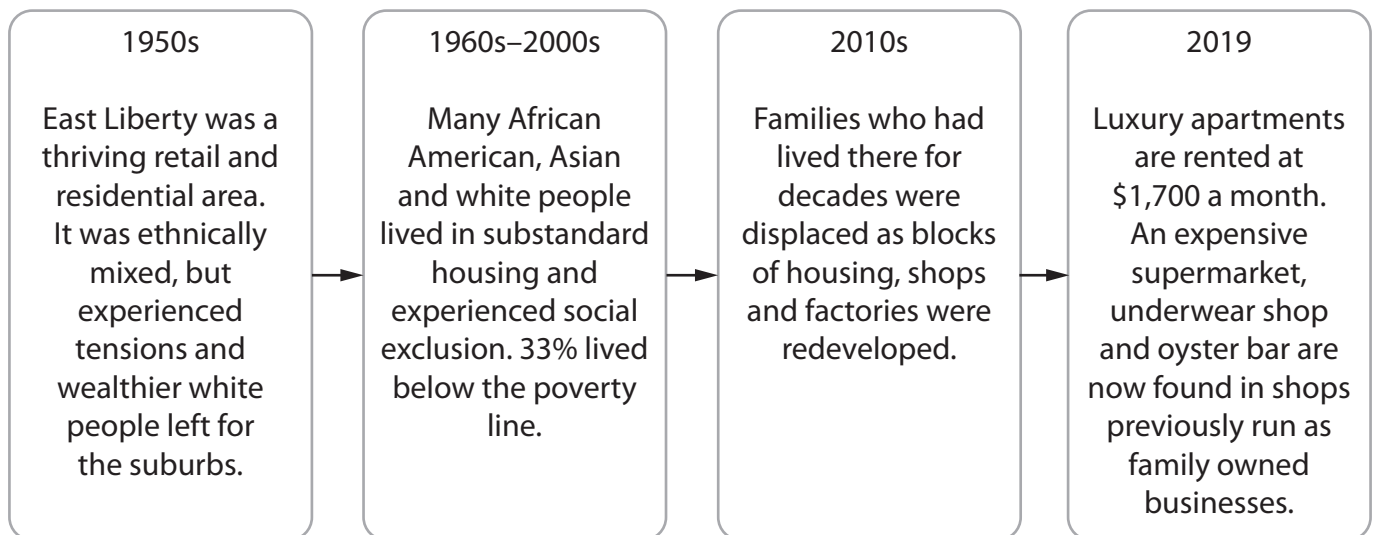 1950s
East Liberty was a
thriving retail and
residential area.
It was ethnically
mixed, but
experienced
tensions and
wealthier white
people left for
the suburbs.
1960s–2000s
Many African
American, Asian
and white people
lived in substandard
housing and
experienced social
exclusion. 33% lived
below the poverty
line.
2010s
Families who had
lived there for
decades were
displaced as blocks
of housing, shops
and factories were
redeveloped.
2019
Luxury apartments
are rented at
$1,700 a month.
An expensive
supermarket,
underwear shop
and oyster bar are
now found in shops
previously run as
family owned
businesses.